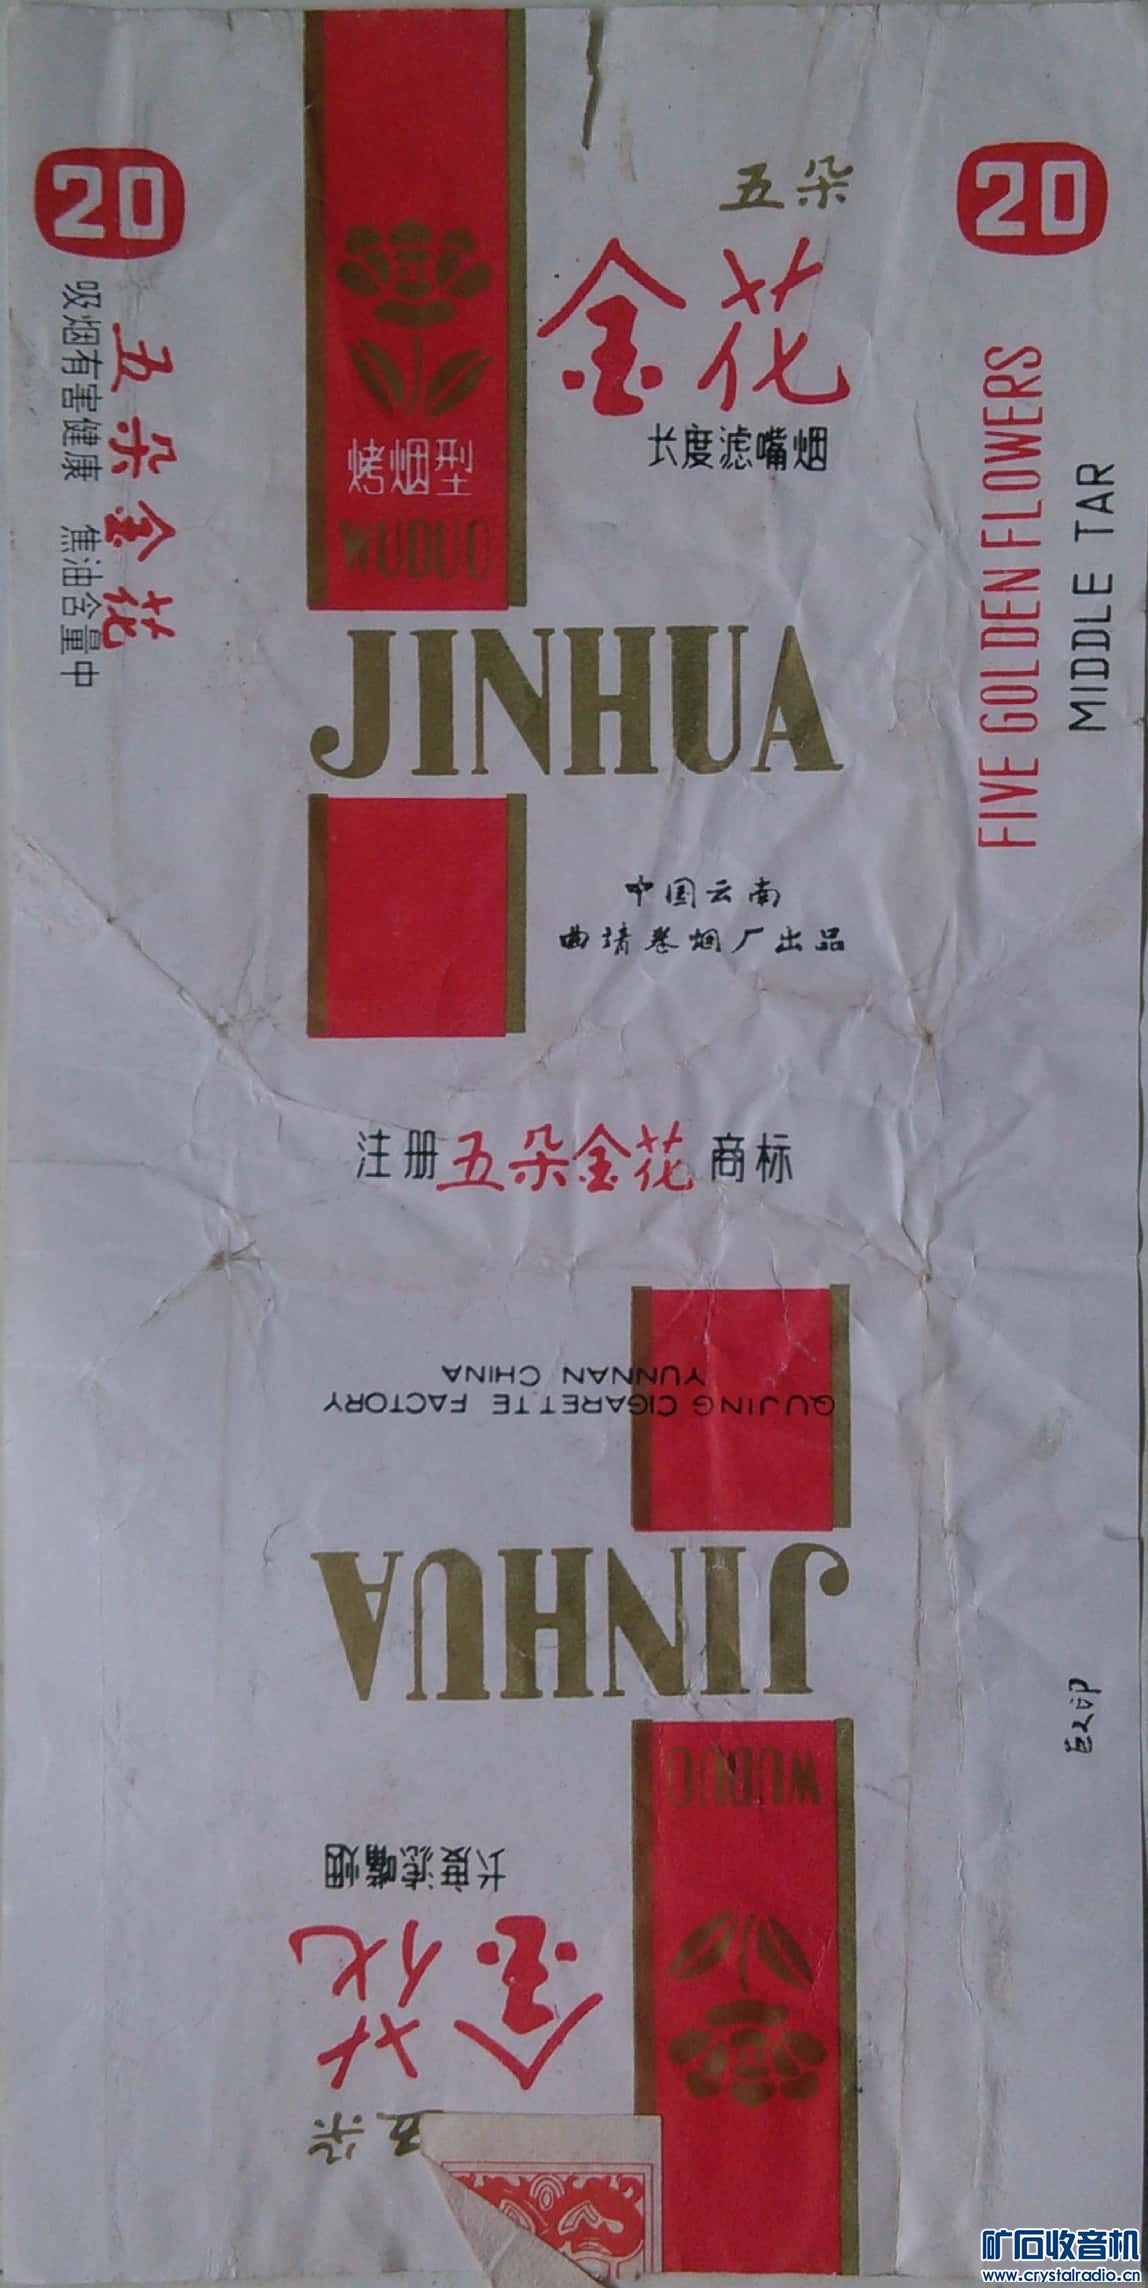 20
吸烟有害健康 焦油含量中
五朵金花
烤烟型
WUDUO
五朵
金花
长度滤嘴烟
JINHUA
中国云南
曲靖卷烟厂出品
20
FIVE GOLDEN FLOWERS
MIDDLE TAR
注册五朵金花商标
QUJING CIGARETTE FACTORY
YUNNAN CHINA
JINHUA
WUDUO
长度滤嘴烟
金花
五朵
矿石收音机
www.crystalradio.cn